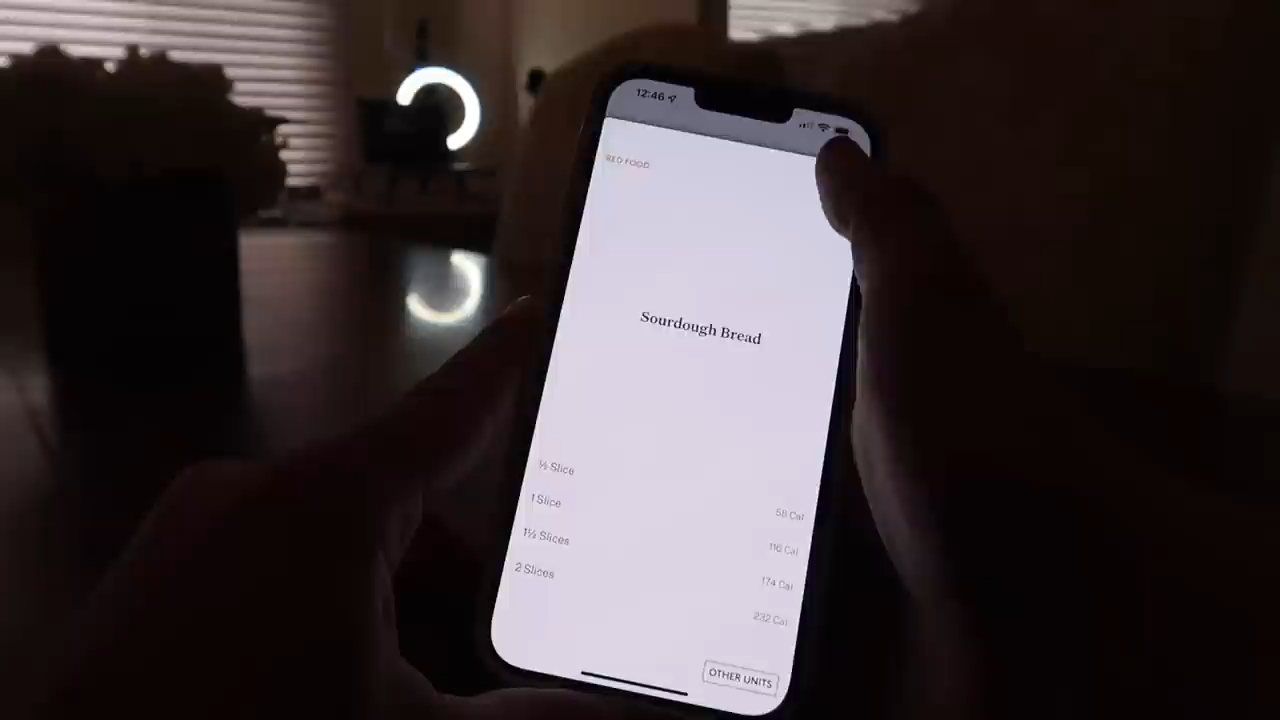 12:46
RED FOOD
Sourdough Bread
½ Slice 58 Cal
1 Slice 116 Cal
1½ Slices 174 Cal
2 Slices 232 Cal
OTHER UNITS